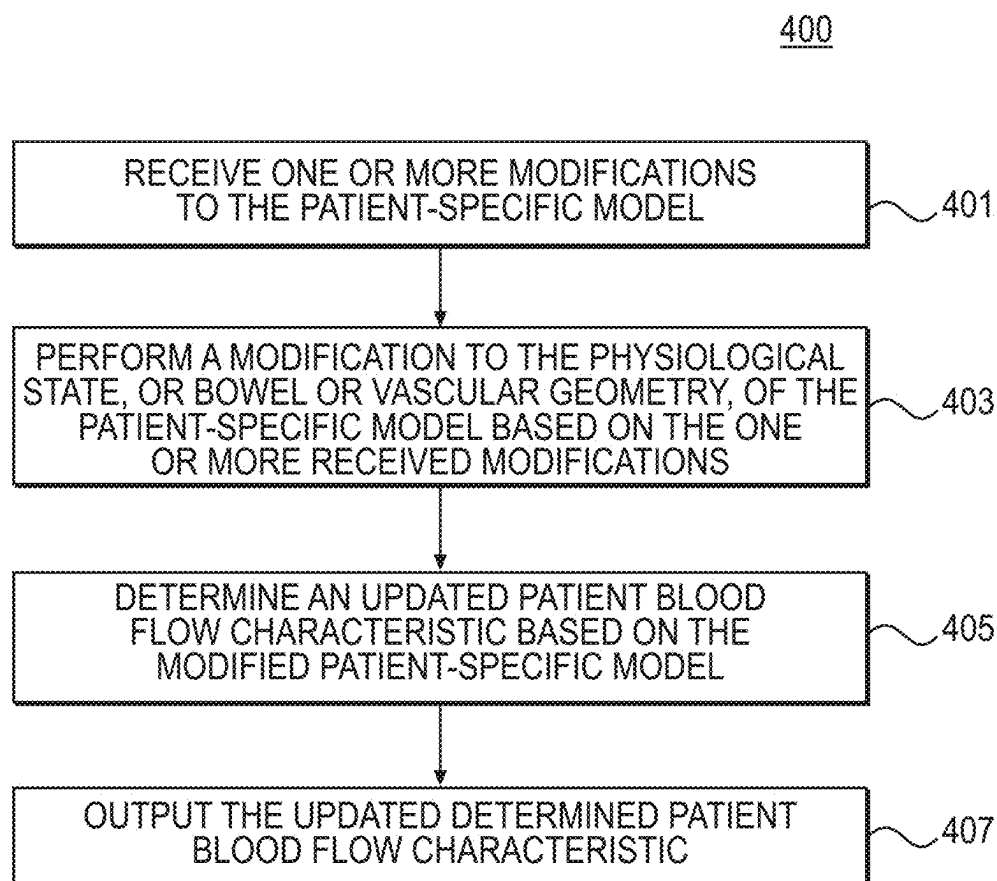 400
RECEIVE ONE OR MORE MODIFICATIONS
TO THE PATIENT-SPECIFIC MODEL
401
PERFORM A MODIFICATION TO THE PHYSIOLOGICAL
STATE, OR BOWEL OR VASCULAR GEOMETRY, OF THE
PATIENT-SPECIFIC MODEL BASED ON THE ONE
OR MORE RECEIVED MODIFICATIONS
403
DETERMINE AN UPDATED PATIENT BLOOD
FLOW CHARACTERISTIC BASED ON THE
MODIFIED PATIENT-SPECIFIC MODEL
405
OUTPUT THE UPDATED DETERMINED PATIENT
BLOOD FLOW CHARACTERISTIC
407